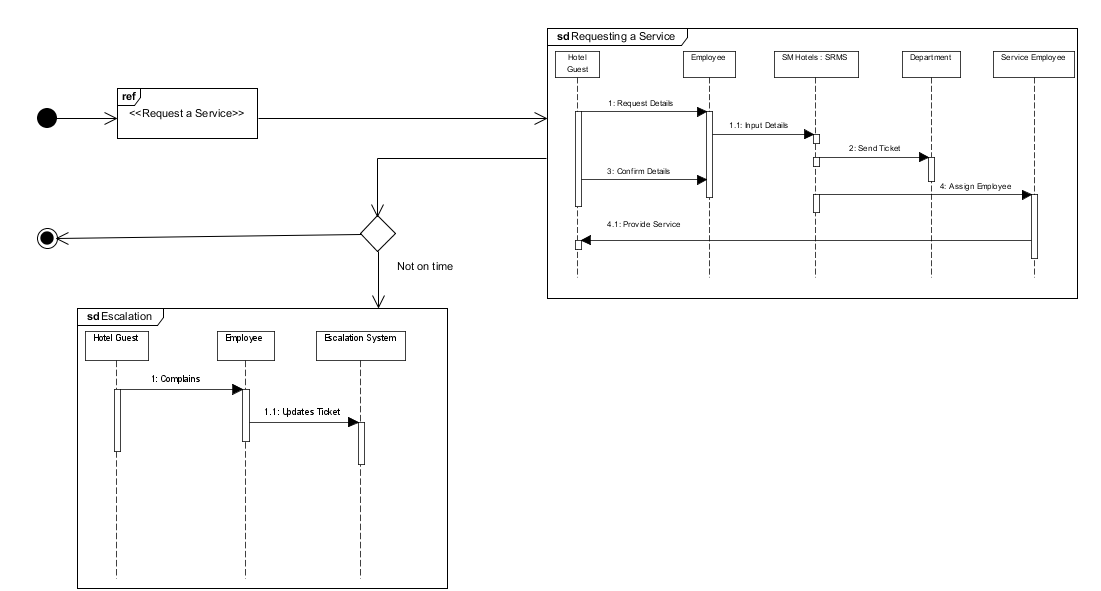 sd Requesting a Service
Hotel
Guest
Employee
SMHotels : SRMS
Department
Service Employee
ref
<<Request a Service>>
1: Request Details
1.1: Input Details
2: Send Ticket
3: Confirm Details
4: Assign Employee
4.1: Provide Service
Not on time
sd Escalation
Hotel Guest
Employee
Escalation System
1: Complains
1.1: Updates Ticket